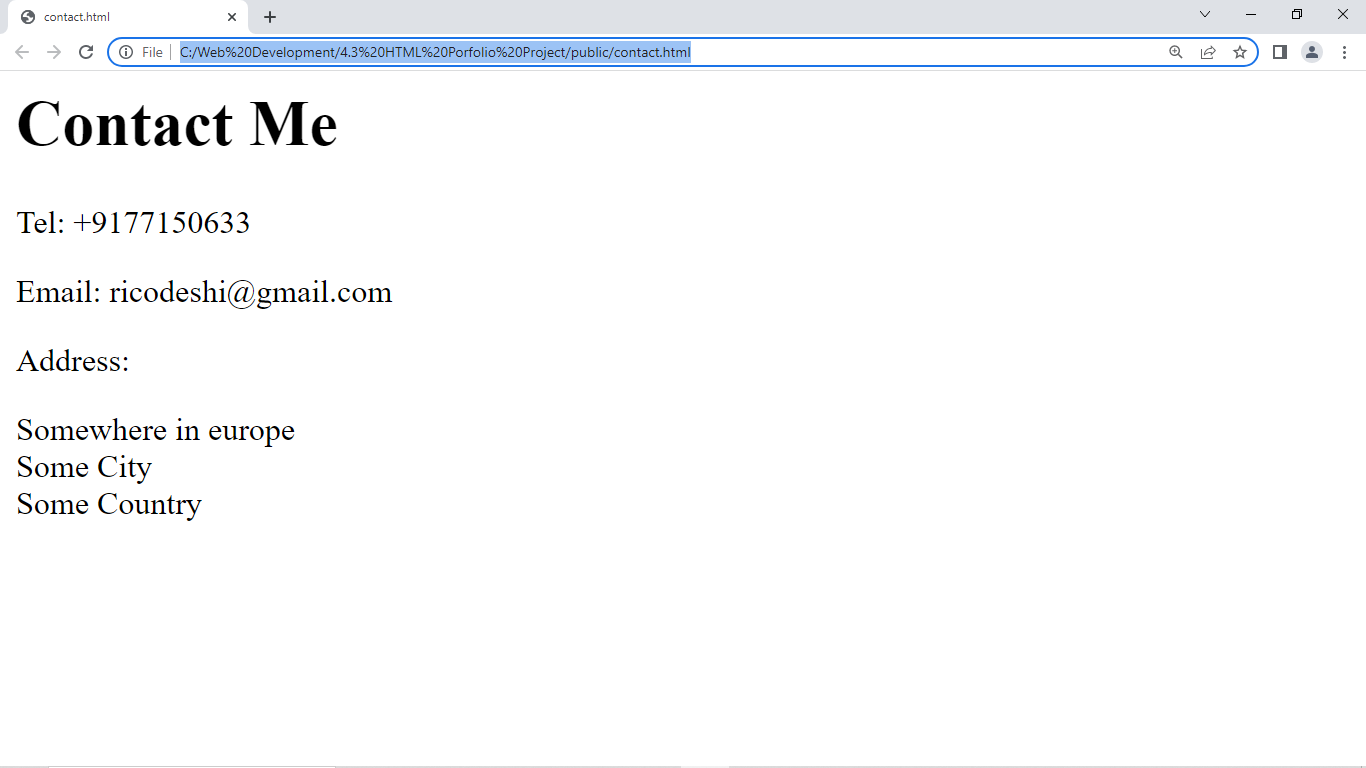 contact.html
File
C:/Web%20Development/4.3%20HTML%20Porfolio%20Project/public/contact.html
Contact Me
Tel: +9177150633
Email: ricodeshi@gmail.com
Address:
Somewhere in europe
Some City
Some Country